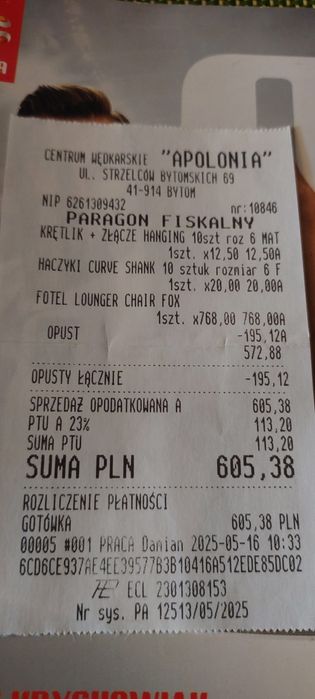 CENTRUM WĘDKARSKIE "APOLONIA"
UL. STRZELCÓW BYTOMSKICH 69
41-914 BYTOM
NIP 6261309432 nr:10846
PARAGON FISKALNY
KRĘTLIK + ZŁĄCZE HANGING 10szt roz 6 MAT
1szt. x12,50 12,50A
HACZYKI CURVE SHANK 10 sztuk rozmiar 6 F
1szt. x20,00 20,00A
FOTEL LOUNGER CHAIR FOX
1szt. x768,00 768,00A
OPUST -195,12A
572,88
OPUSTY ŁĄCZNIE -195,12
SPRZEDAŻ OPODATKOWANA A 605,38
PTU A 23% 113,20
SUMA PTU 113,20
SUMA PLN 605,38
ROZLICZENIE PŁATNOŚCI
GOTÓWKA 605,38 PLN
00005 #001 PRACA Damian 2025-05-16 10:33
6CD6CE937AE4EE39577B3B10416A512EDE85DC02
ECL 2301308153
Nr sys. PA 12513/05/2025